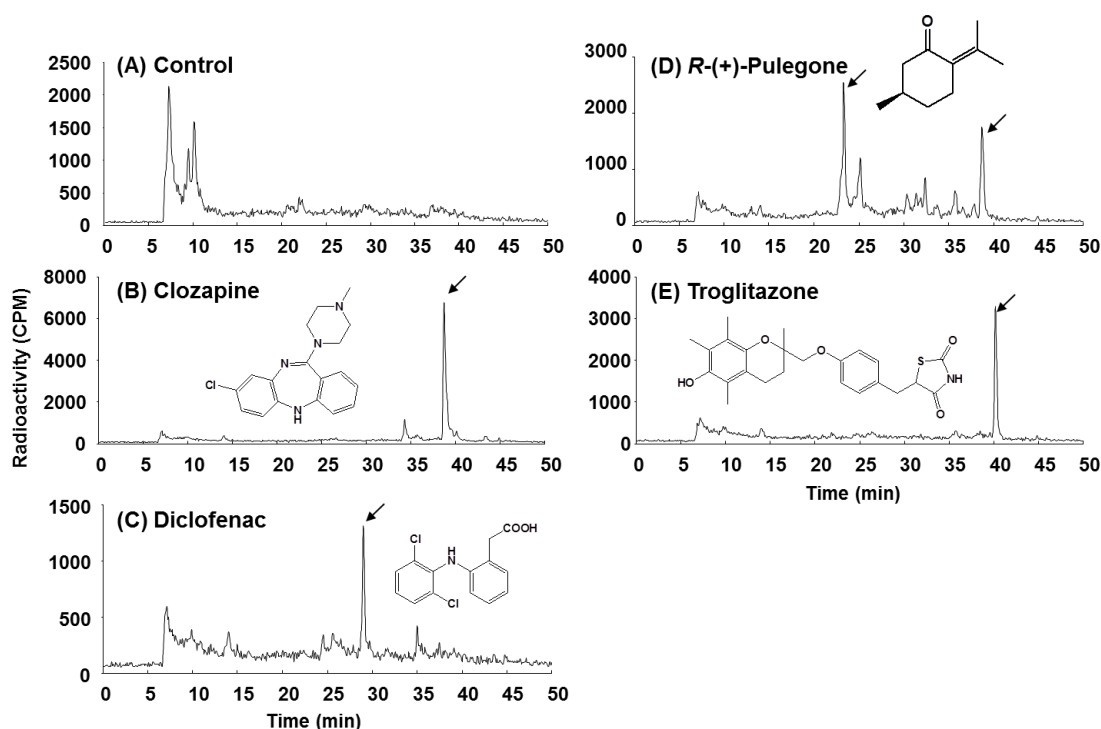 Radioactivity (CPM)
(A) Control
2500
2000
1500
1000
500
0
0 5 10 15 20 25 30 35 40 45 50
(B) Clozapine
8000
6000
4000
2000
0
N
N
N
Cl
N
H
0 5 10 15 20 25 30 35 40 45 50
(C) Diclofenac
1500
1000
500
0
Cl
H
N
COOH
Cl
0 5 10 15 20 25 30 35 40 45 50
Time (min)
(D) R-(+)-Pulegone
3000
2000
1000
0
O
0 5 10 15 20 25 30 35 40 45 50
(E) Troglitazone
4000
3000
2000
1000
0
O
O
HO
S
O
NH
O
0 5 10 15 20 25 30 35 40 45 50
Time (min)